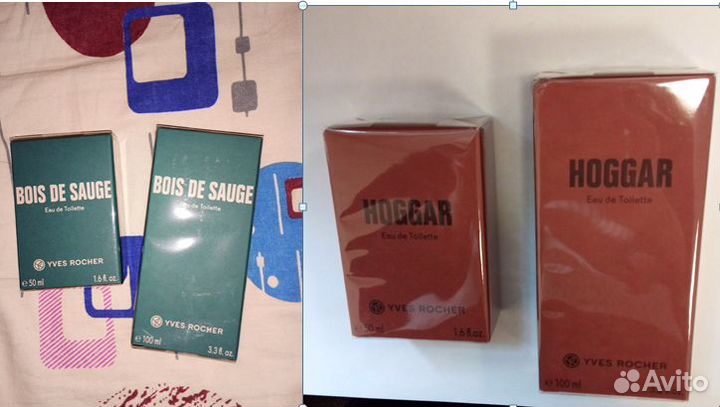 BOIS DE SAUGE
Eau de Toilette
YVES ROCHER
℮ 50 ml 1.6 fl. oz.
BOIS DE SAUGE
Eau de Toilette
YVES ROCHER
℮ 100 ml 3.3 fl. oz.
HOGGAR
Eau de Toilette
YVES ROCHER
℮ 50 ml 1.6 fl. oz.
HOGGAR
Eau de Toilette
YVES ROCHER
℮ 100 ml
Avito